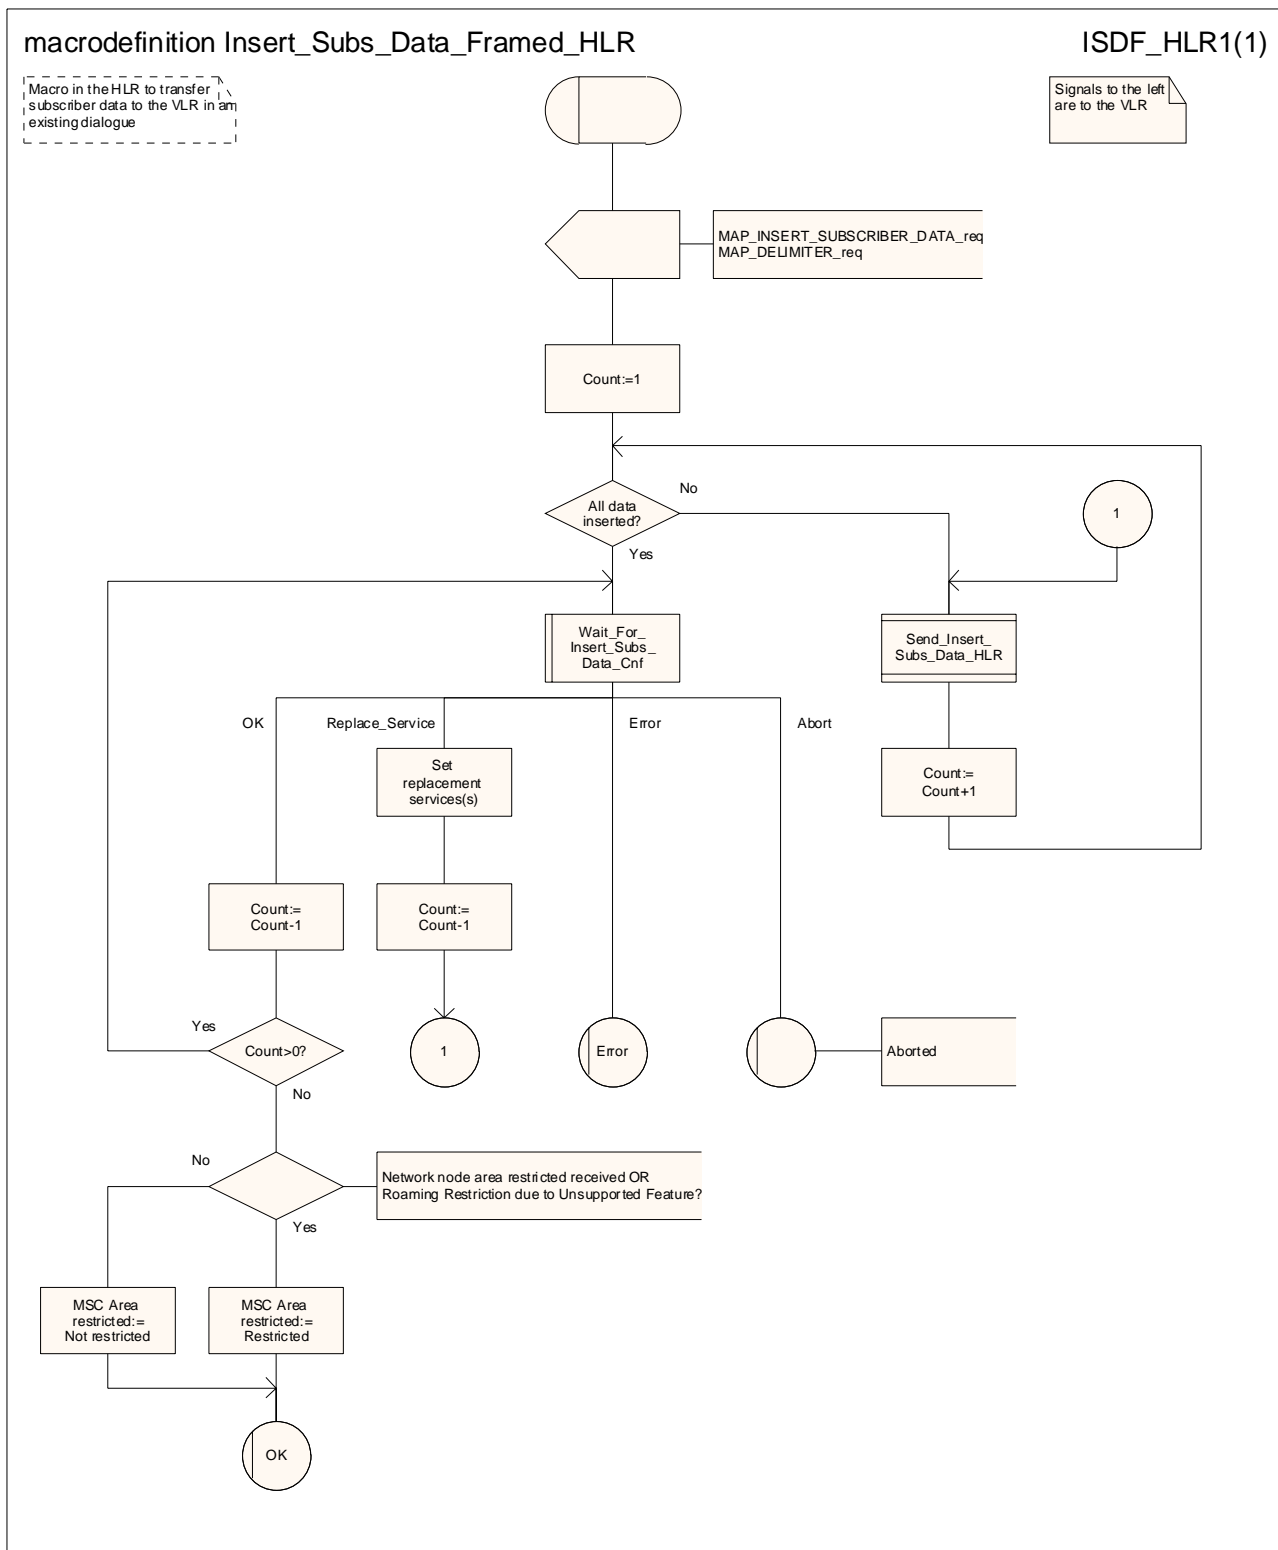 macrodefinition Insert_Subs_Data_Framed_HLR
ISDF_HLR1(1)
Macro in the HLR to transfer
subscriber data to the VLR in an
existing dialogue
Signals to the left
are to the VLR
MAP_INSERT_SUBSCRIBER_DATA_req
MAP_DELIMITER_req
Count:=1
All data
inserted?
No
Yes
1
Wait_For_
Insert_Subs_
Data_Cnf
Send_Insert_
Subs_Data_HLR
OK
Replace_Service
Error
Abort
Set
replacement
services(s)
Count:=
Count+1
Count:=
Count-1
Count:=
Count-1
Yes
Count>0?
No
1
Error
Aborted
No
Network node area restricted received OR
Roaming Restriction due to Unsupported Feature?
Yes
MSC Area
restricted:=
Not restricted
MSC Area
restricted:=
Restricted
OK